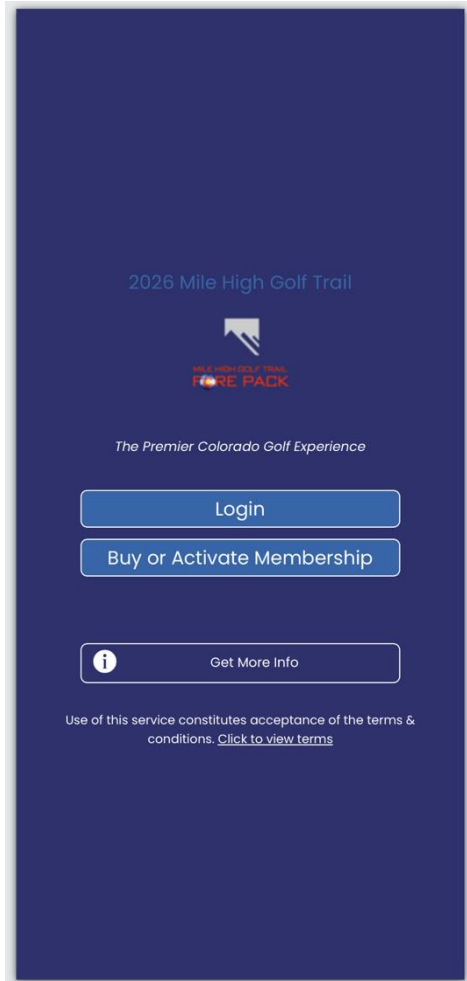 2026 Mile High Golf Trail
MILE HIGH GOLF TRAIL
FORE PACK
The Premier Colorado Golf Experience
Login
Buy or Activate Membership
i
Get More Info
Use of this service constitutes acceptance of the terms &
conditions. Click to view terms